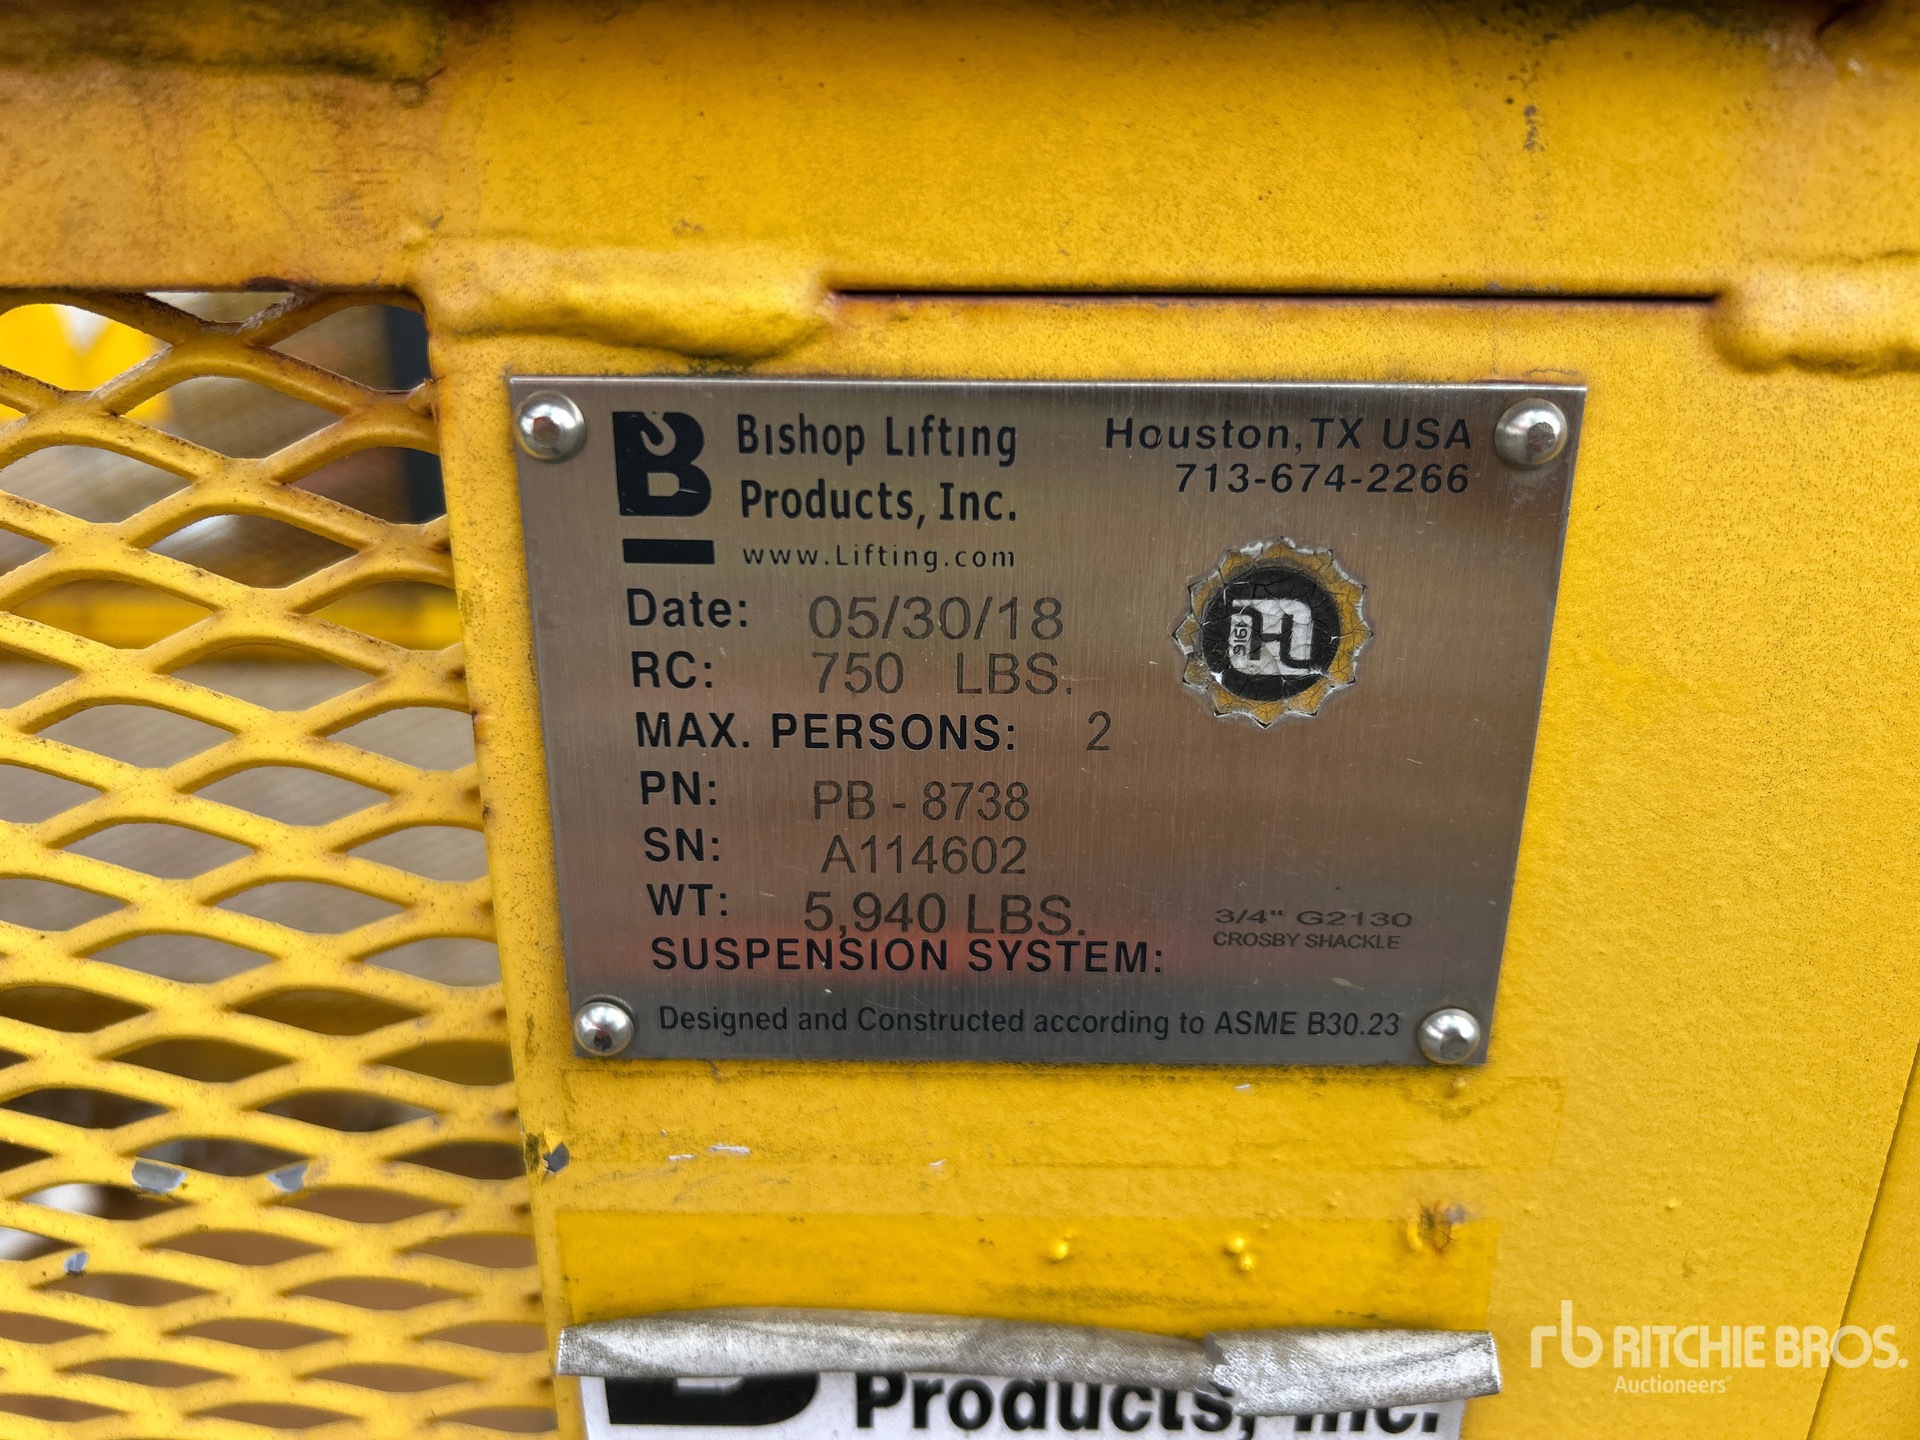 Bishop Lifting
Products, Inc.
www.Lifting.com
Houston, TX USA
713-674-2266
Date: 05/30/18
RC: 750 LBS.
MAX. PERSONS: 2
PN: PB - 8738
SN: A114602
WT: 5,940 LBS.
SUSPENSION SYSTEM: 3/4" G2130
CROSBY SHACKLE
Designed and Constructed according to ASME B30.23
Products, Inc.
rb RITCHIE BROS.
Auctioneers